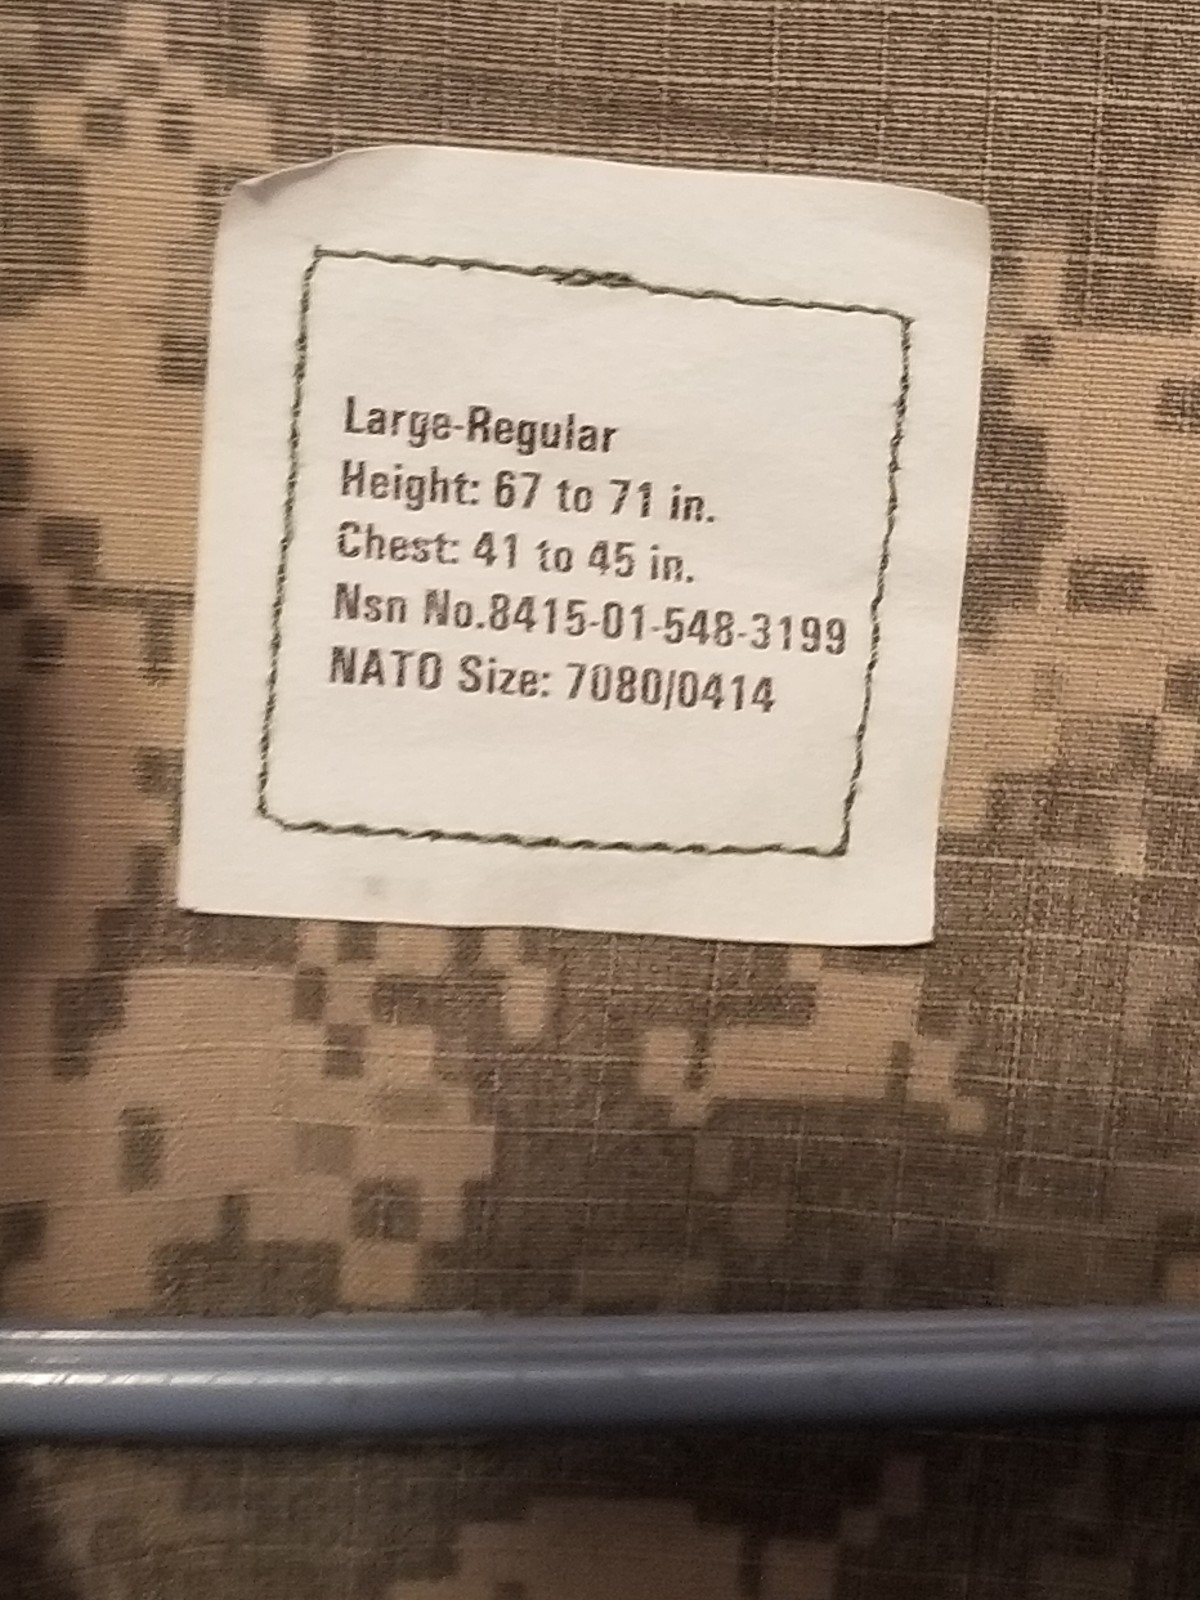 Large-Regular
Height: 67 to 71 in.
Chest: 41 to 45 in.
Nsn No.8415-01-548-3199
NATO Size: 7080/0414